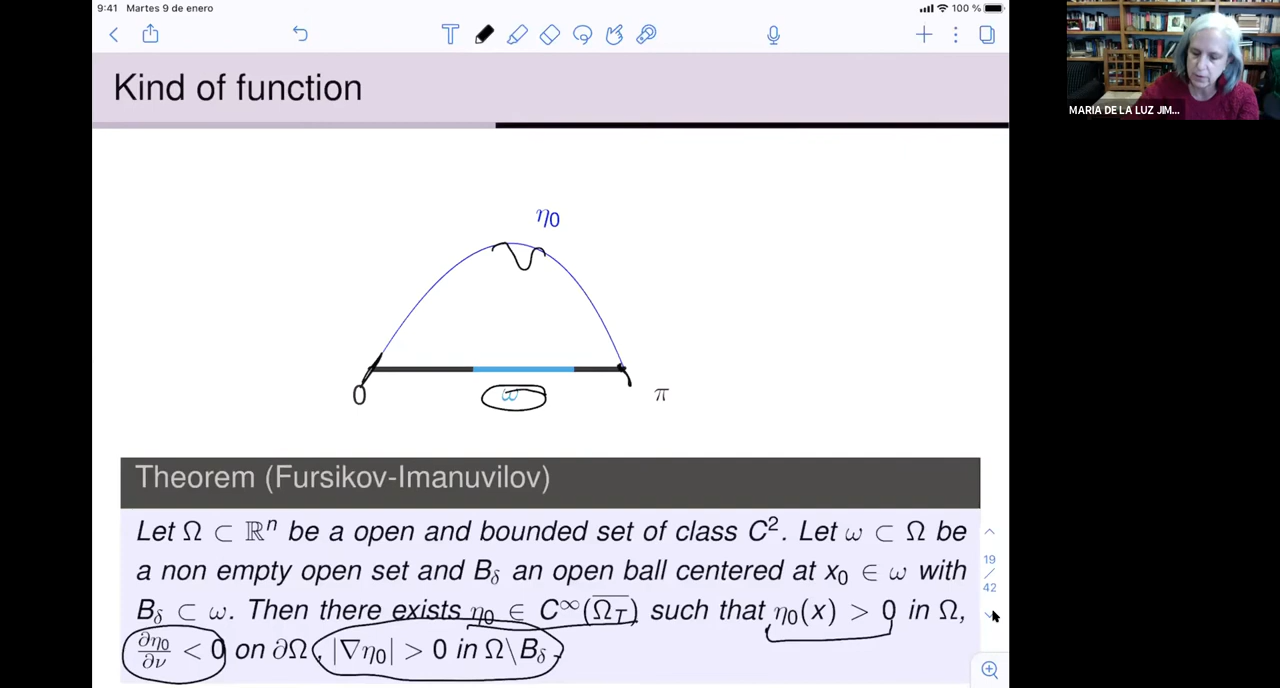 9:41 Martes 9 de enero
100 %
MARIA DE LA LUZ JIM...
Kind of function
η₀
0
ω
π
Theorem (Fursikov-Imanuvilov)
Let Ω ⊂ ℝⁿ be a open and bounded set of class C². Let ω ⊂ Ω be
a non empty open set and B_δ an open ball centered at x₀ ∈ ω with
B_δ ⊂ ω. Then there exists η₀ ∈ C^∞(\overline{Ω_T}) such that η₀(x) > 0 in Ω,
∂η₀/∂ν < 0 on ∂Ω, |∇η₀| > 0 in Ω\B_δ.
19
/
42